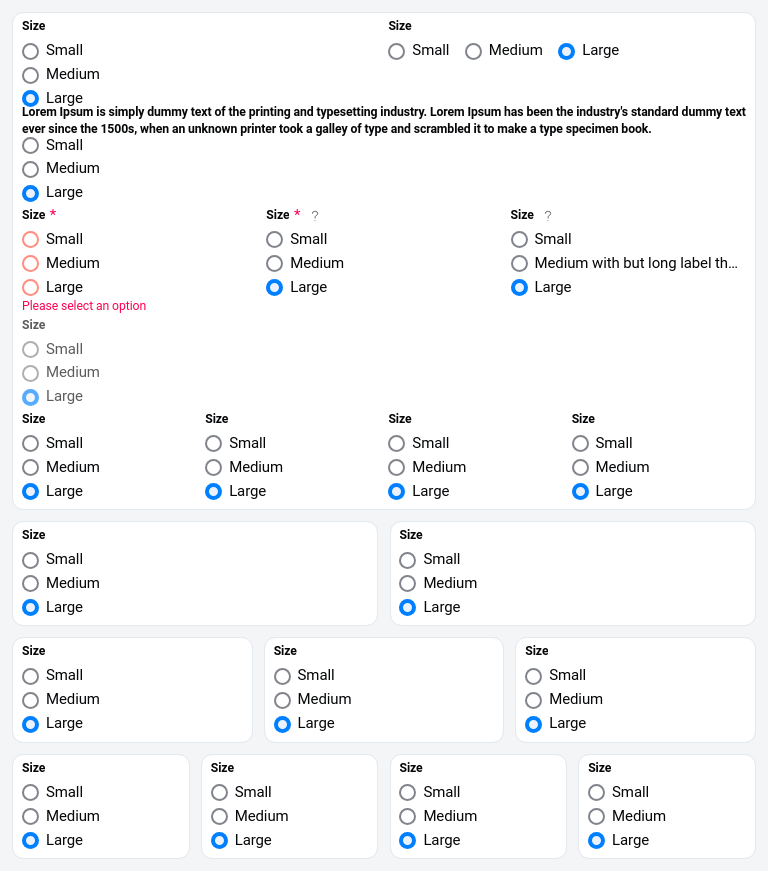 Size
Small
Medium
Large
Size
Small Medium Large
Lorem Ipsum is simply dummy text of the printing and typesetting industry. Lorem Ipsum has been the industry's standard dummy text
ever since the 1500s, when an unknown printer took a galley of type and scrambled it to make a type specimen book.
Small
Medium
Large
Size *
Small
Medium
Large
Please select an option
Size * ?
Small
Medium
Large
Size ?
Small
Medium with but long label th...
Large
Size
Small
Medium
Large
Size
Small
Medium
Large
Size
Small
Medium
Large
Size
Small
Medium
Large
Size
Small
Medium
Large
Size
Small
Medium
Large
Size
Small
Medium
Large
Size
Small
Medium
Large
Size
Small
Medium
Large
Size
Small
Medium
Large
Size
Small
Medium
Large
Size
Small
Medium
Large
Size
Small
Medium
Large
Size
Small
Medium
Large